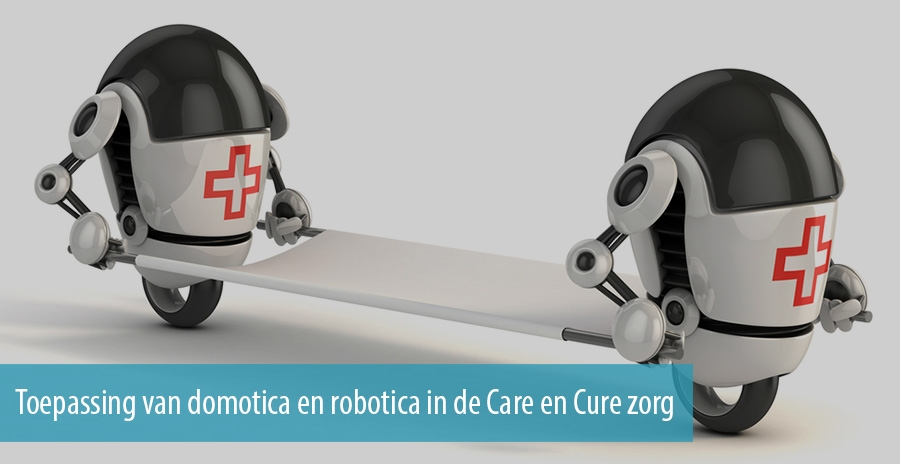 Toepassing van domotica en robotica in de Care en Cure zorg